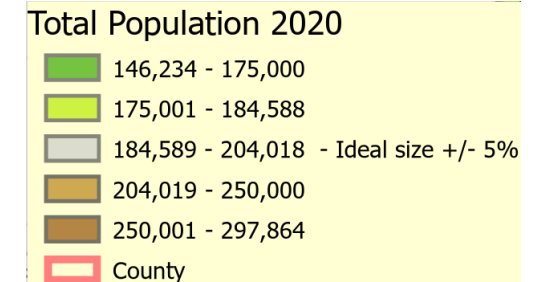 Total Population 2020
146,234 - 175,000
175,001 - 184,588
184,589 - 204,018 - Ideal size +/- 5%
204,019 - 250,000
250,001 - 297,864
County